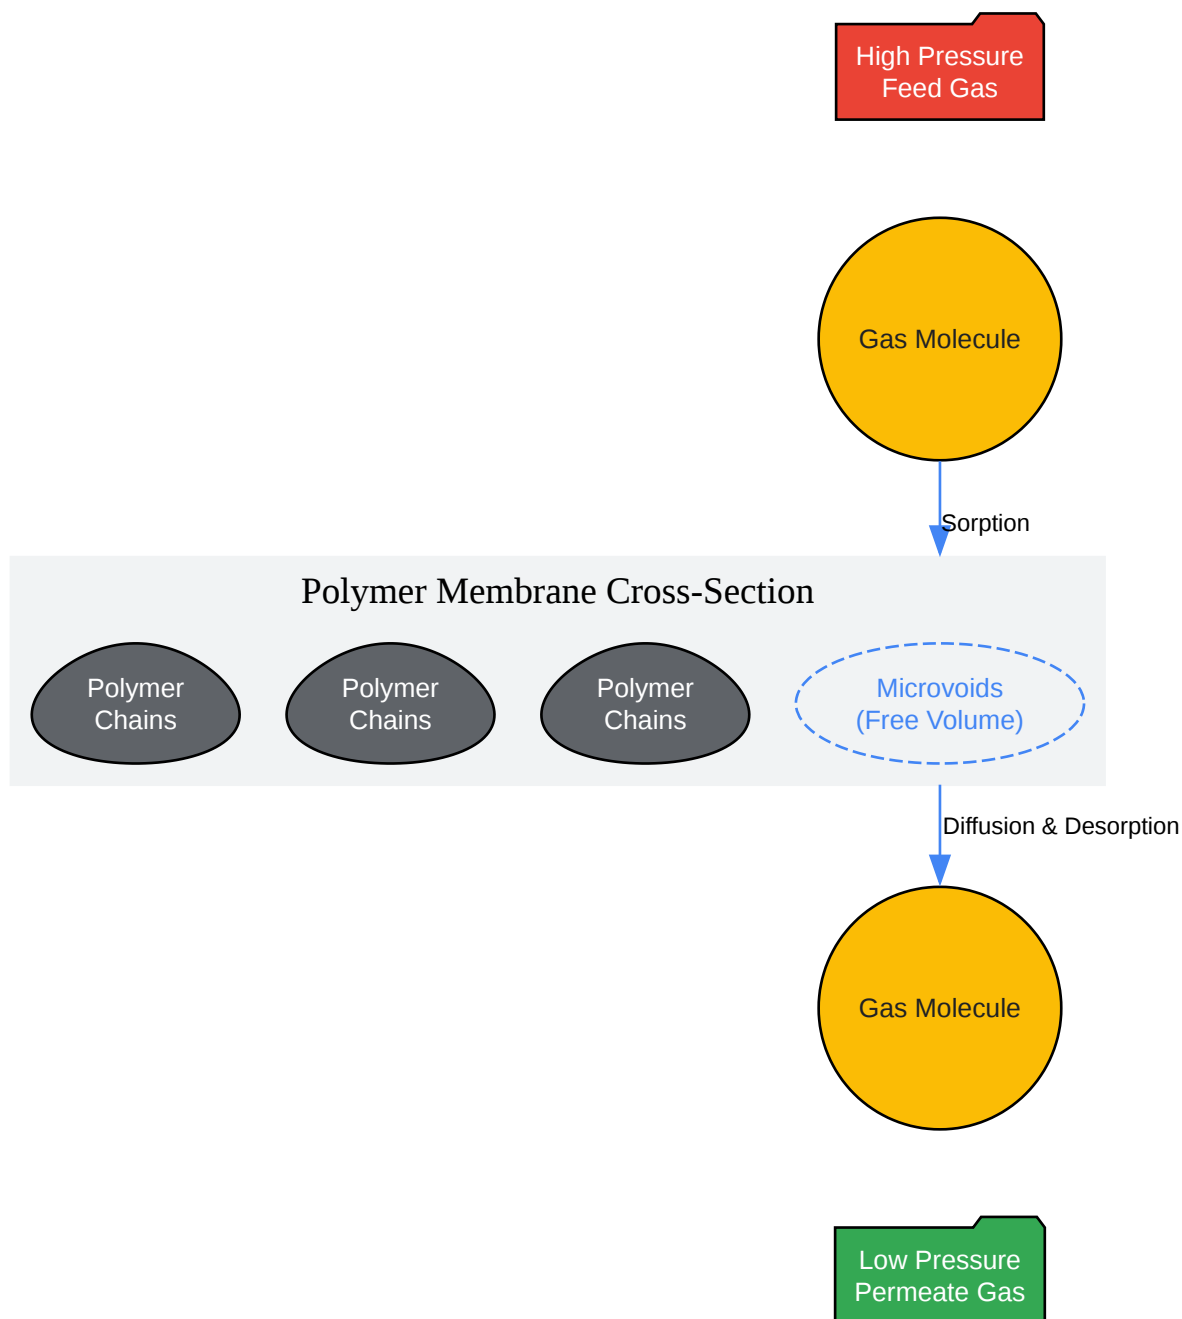 High Pressure
Feed Gas
Gas Molecule
Sorption
Polymer Membrane Cross-Section
Polymer
Chains
Polymer
Chains
Polymer
Chains
Microvoids
(Free Volume)
Diffusion & Desorption
Gas Molecule
Low Pressure
Permeate Gas